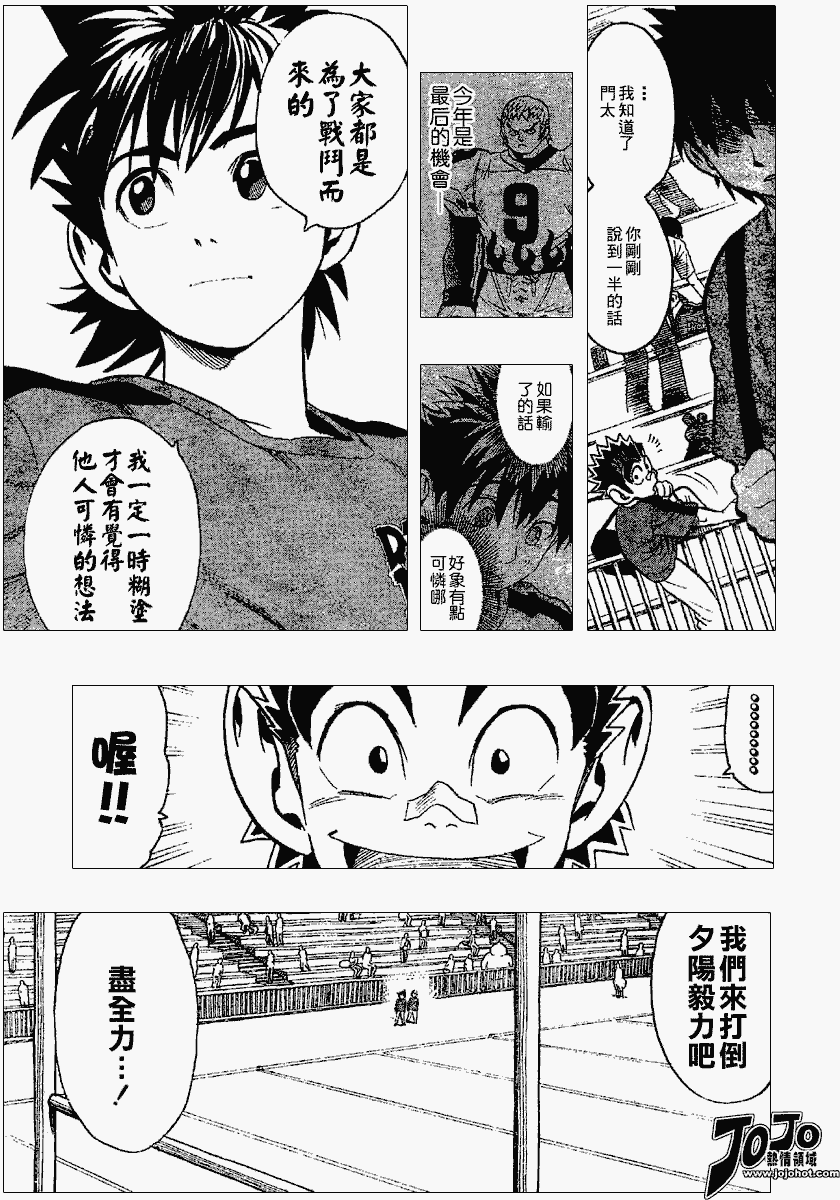 …
我知道了
門太
你剛剛
說到一半的話
今年是
最后的機會—
9
如果輸
了的話
好象有點
可憐哪
大家都是
為了戰鬥而
來的
我一定一時糊塗
才會有覺得
他人可憐的想法
………
喔!!
我們來打倒
夕陽毅力吧
盡全力…!
JOJO
熱情領域
www.jojohot.com